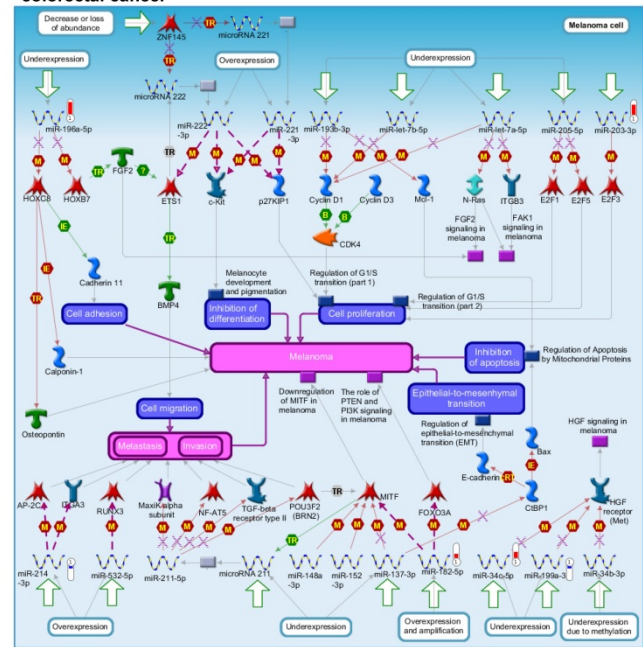 colorectal cancer
Decrease or loss
of abundance
ZNF145
TR
microRNA 221
Melanoma cell
Underexpression
TR
Overexpression
Underexpression
microRNA 222
miR-196a-5p
miR-222
-3p
miR-221
-3p
miR-193b-3p
miR-let-7b-5p
miR-let-7a-5p
miR-205-5p
miR-203-3p
M
M
TR
M
M
M
M
M
M
M
M
M
M
M
M
M
TR
FGF2
?
HOXC8
HOXB7
ETS1
c-Kit
p27KIP1
Cyclin D1
Cyclin D3
Mcl-1
N-Ras
ITGB3
E2F1
E2F5
E2F3
B
B
IE
TR
CDK4
FGF2
signaling in
melanoma
FAK1
signaling in
melanoma
Cadherin 11
IE
TR
BMP4
Melanocyte
development
and pigmentation
Regulation of G1/S
transition (part 1)
Regulation of G1/S
transition (part 2)
Cell adhesion
Inhibition of
differentiation
Cell proliferation
Calponin-1
Melanoma
Inhibition
of apoptosis
Regulation of Apoptosis
by Mitochondrial Proteins
Downregulation
of MITF in
melanoma
The role of
PTEN and
PI3K signaling
in melanoma
Epithelial-to-mesenchymal
transition
Cell migration
Osteopontin
Regulation of
epithelial-to-mesenchymal
transition (EMT)
HGF signaling in
melanoma
Metastasis
Invasion
Bax
E-cadherin
IE
AP-2C
ITGA3
RUNX3
MaxiK alpha
subunit
NF-AT5
TGF-beta
receptor type II
POU3F2
(BRN2)
TR
MITF
FOXO3A
CtBP1
HGF
receptor
(Met)
M
M
M
M
M
M
M
TR
M
M
M
M
M
M
M
M
M
miR-214
-3p
miR-532-5p
miR-211-5p
microRNA 211
miR-148a
-3p
miR-152
-3p
miR-137-3p
miR-182-5p
miR-34c-5p
miR-199a-3
miR-34b-3p
Overexpression
Underexpression
Overexpression
and amplification
Underexpression
Underexpression
due to methylation